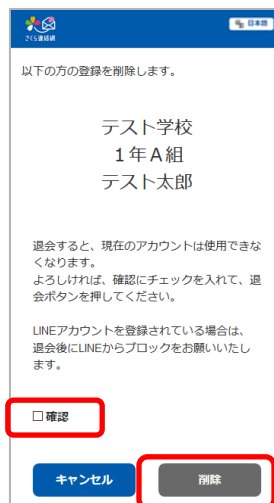 さくら連絡網
日本語
以下の方の登録を削除します。
テスト学校
1年A組
テスト太郎
退会すると、現在のアカウントは使用できな
くなります。
よろしければ、確認にチェックを入れて、退
会ボタンを押してください。
LINEアカウントを登録されている場合は、
退会後にLINEからブロックをお願いいたし
ます。
確認
キャンセル 削除